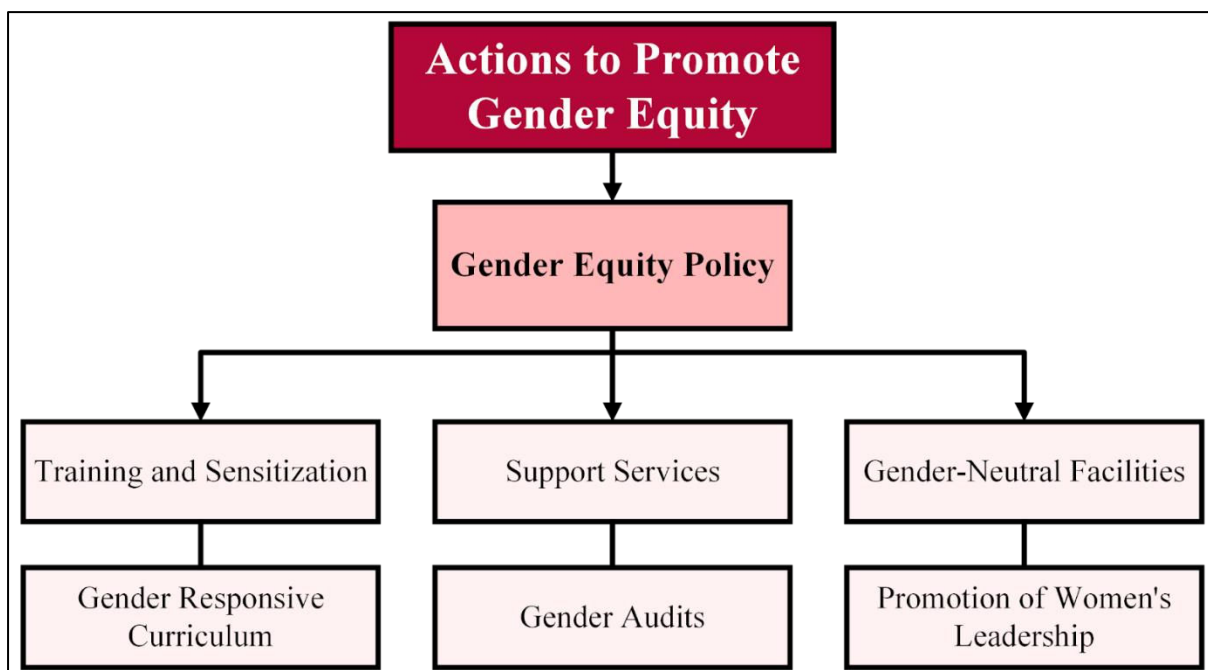 Actions to Promote
Gender Equity
Gender Equity Policy
Training and Sensitization
Support Services
Gender-Neutral Facilities
Gender Responsive
Curriculum
Gender Audits
Promotion of Women's
Leadership